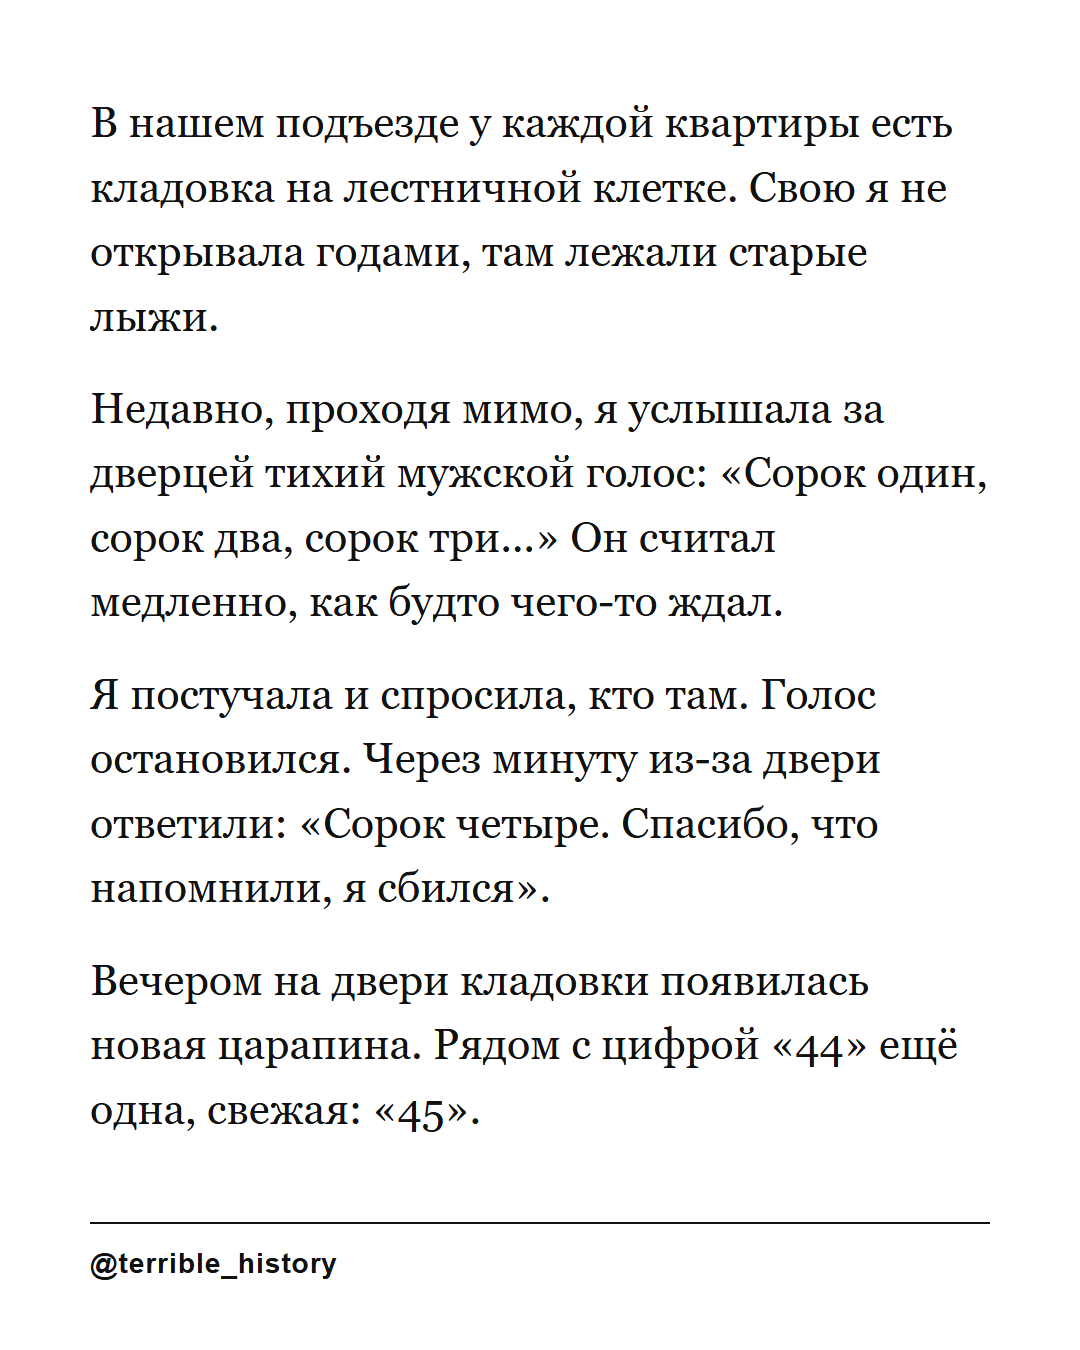 В нашем подъезде у каждой квартиры есть
кладовка на лестничной клетке. Свою я не
открывала годами, там лежали старые
лыжи.
Недавно, проходя мимо, я услышала за
дверцей тихий мужской голос: «Сорок один,
сорок два, сорок три...» Он считал
медленно, как будто чего-то ждал.
Я постучала и спросила, кто там. Голос
остановился. Через минуту из-за двери
ответили: «Сорок четыре. Спасибо, что
напомнили, я сбился».
Вечером на двери кладовки появилась
новая царапина. Рядом с цифрой «44» ещё
одна, свежая: «45».
@terrible_history